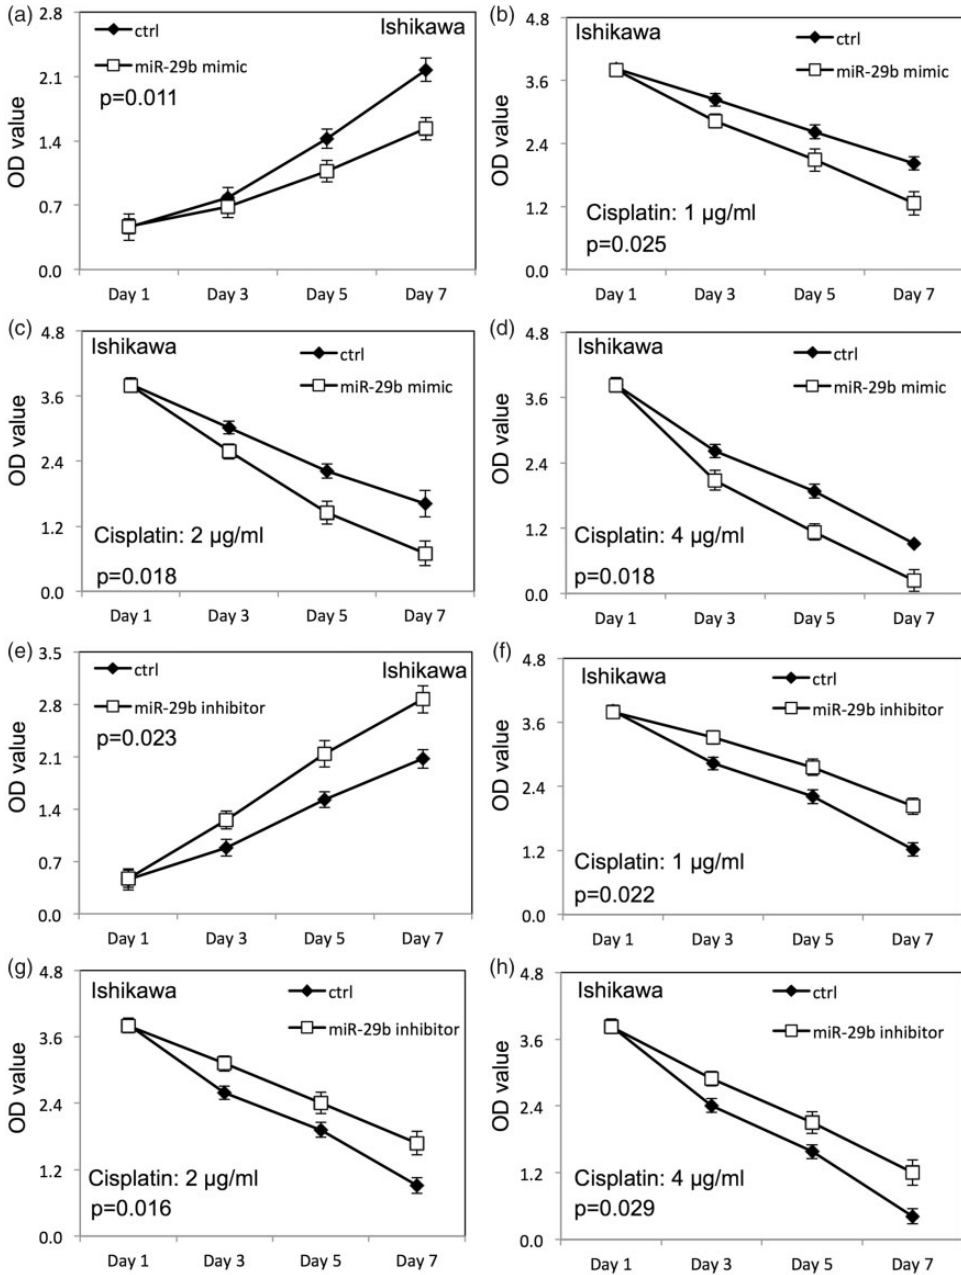 (a)
2.8
2.1
1.4
0.7
0.0
OD value
ctrl
miR-29b mimic
p=0.011
Ishikawa
Day 1 Day 3 Day 5 Day 7
(b)
4.8
3.6
2.4
1.2
0.0
OD value
Ishikawa
ctrl
miR-29b mimic
Cisplatin: 1 µg/ml
p=0.025
Day 1 Day 3 Day 5 Day 7
(c)
4.8
3.6
2.4
1.2
0.0
OD value
Ishikawa
ctrl
miR-29b mimic
Cisplatin: 2 µg/ml
p=0.018
Day 1 Day 3 Day 5 Day 7
(d)
4.8
3.6
2.4
1.2
0.0
OD value
Ishikawa
ctrl
miR-29b mimic
Cisplatin: 4 µg/ml
p=0.018
Day 1 Day 3 Day 5 Day 7
(e)
3.5
2.8
2.1
1.4
0.7
0.0
OD value
ctrl
miR-29b inhibitor
p=0.023
Ishikawa
Day 1 Day 3 Day 5 Day 7
(f)
4.8
3.6
2.4
1.2
0.0
OD value
Ishikawa
ctrl
miR-29b inhibitor
Cisplatin: 1 µg/ml
p=0.022
Day 1 Day 3 Day 5 Day 7
(g)
4.8
3.6
2.4
1.2
0.0
OD value
Ishikawa
ctrl
miR-29b inhibitor
Cisplatin: 2 µg/ml
p=0.016
Day 1 Day 3 Day 5 Day 7
(h)
4.8
3.6
2.4
1.2
0.0
OD value
Ishikawa
ctrl
miR-29b inhibitor
Cisplatin: 4 µg/ml
p=0.029
Day 1 Day 3 Day 5 Day 7